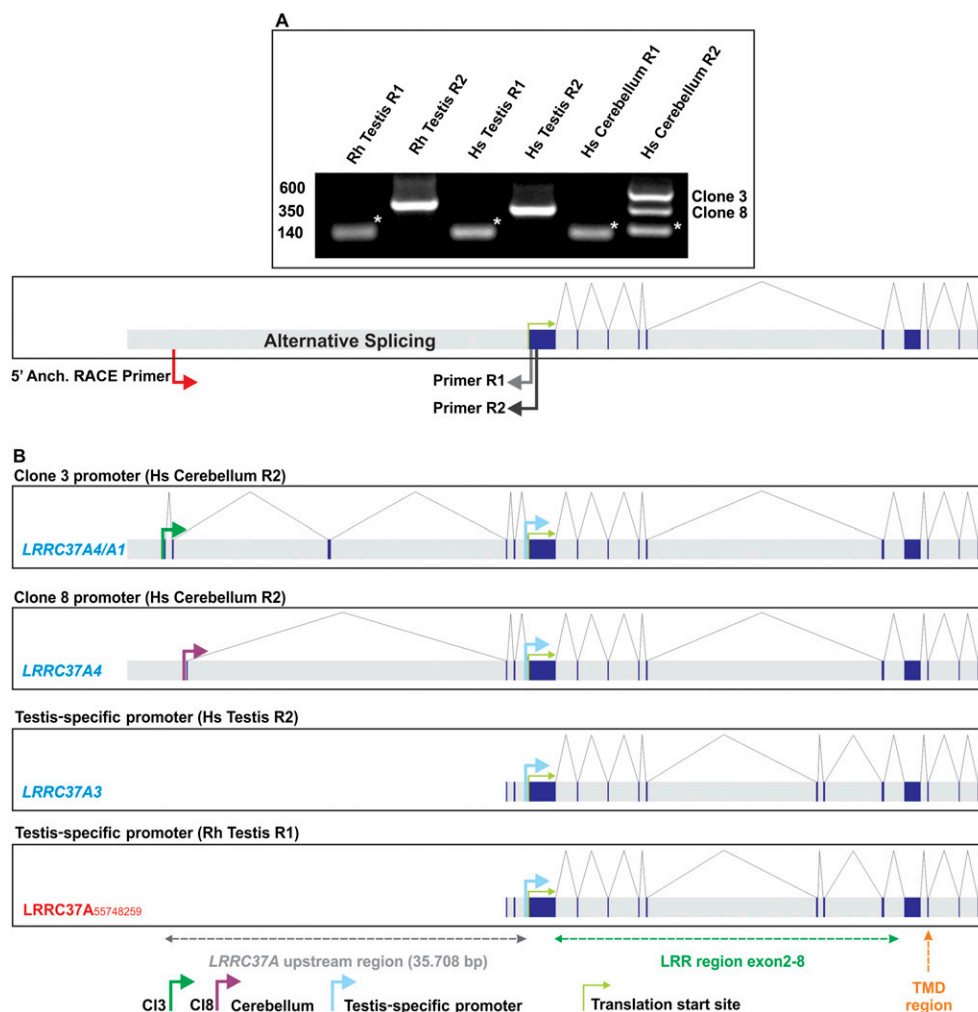 A
Rh Testis R1
Rh Testis R2
Hs Testis R1
Hs Testis R2
Hs Cerebellum R1
Hs Cerebellum R2
600
350
140
*
*
*
*
Clone 3
Clone 8
Alternative Splicing
5' Anch. RACE Primer
Primer R1
Primer R2
B
Clone 3 promoter (Hs Cerebellum R2)
LRRC37A4/A1
Clone 8 promoter (Hs Cerebellum R2)
LRRC37A4
Testis-specific promoter (Hs Testis R2)
LRRC37A3
Testis-specific promoter (Rh Testis R1)
LRRC37A55748259
LRRC37A upstream region (35.708 bp)
LRR region exon2-8
TMD
region
Cl3
Cl8
Cerebellum
Testis-specific promoter
Translation start site